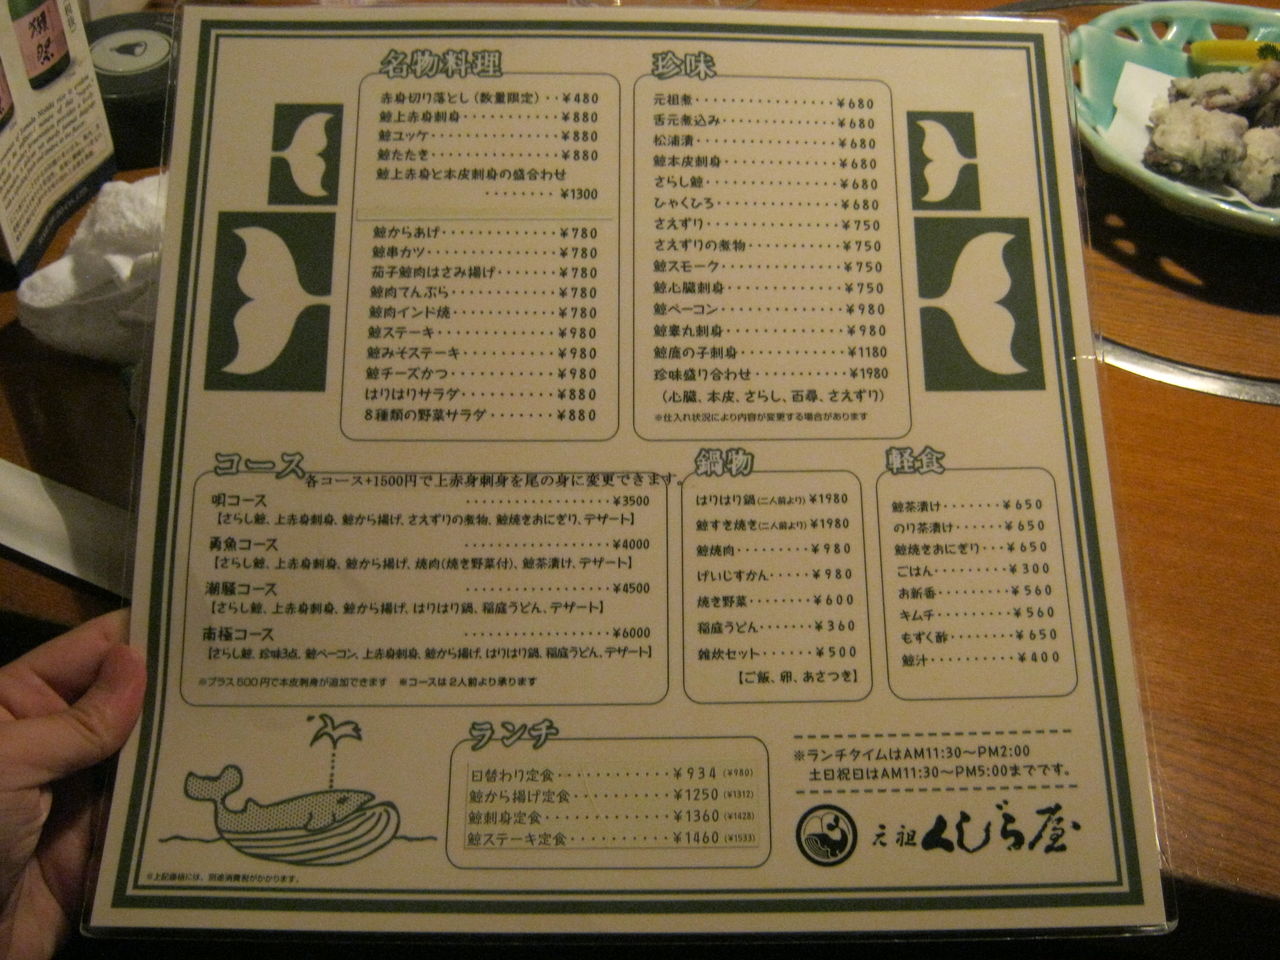 獺祭
名物料理
赤身切り落とし(数量限定)‥¥480
鯨上赤身刺身‥‥‥‥‥¥880
鯨ユッケ‥‥‥‥‥¥880
鯨たたき‥‥‥‥‥¥880
鯨上赤身と本皮刺身の盛合わせ
‥‥‥‥¥1300
鯨からあげ‥‥‥‥‥¥780
鯨串カツ‥‥‥‥‥¥780
茄子鯨肉はさみ揚げ‥‥‥¥780
鯨肉てんぷら‥‥‥‥‥¥780
鯨肉インド焼‥‥‥‥‥¥780
鯨ステーキ‥‥‥‥‥¥980
鯨みそステーキ‥‥‥‥‥¥980
鯨チーズかつ‥‥‥‥‥¥980
はりはりサラダ‥‥‥‥‥¥880
8種類の野菜サラダ‥‥‥¥880
珍味
元祖煮‥‥‥‥‥¥680
舌元煮込み‥‥‥‥‥¥680
松浦漬‥‥‥‥‥¥680
鯨本皮刺身‥‥‥‥‥¥680
さらし鯨‥‥‥‥‥¥680
ひゃくひろ‥‥‥‥‥¥680
さえずり‥‥‥‥‥¥750
さえずりの煮物‥‥‥‥¥750
鯨スモーク‥‥‥‥‥¥750
鯨心臓刺身‥‥‥‥‥¥750
鯨ベーコン‥‥‥‥‥¥980
鯨睾丸刺身‥‥‥‥‥¥980
鯨鹿の子刺身‥‥‥‥‥¥1180
珍味盛り合わせ‥‥‥‥‥¥1980
(心臓、本皮、さらし、百尋、さえずり)
※仕入れ状況により内容が変更する場合があります
コース
各コース+1500円で上赤身刺身を尾の身に変更できます。
唄コース ‥‥‥‥‥¥3500
【さらし鯨、上赤身刺身、鯨から揚げ、さえずりの煮物、鯨焼きおにぎり、デザート】
勇魚コース ‥‥‥‥‥¥4000
【さらし鯨、上赤身刺身、鯨から揚げ、焼肉(焼き野菜付)、鯨茶漬け、デザート】
潮騒コース ‥‥‥‥‥¥4500
【さらし鯨、上赤身刺身、鯨から揚げ、はりはり鍋、稲庭うどん、デザート】
南極コース ‥‥‥‥‥¥6000
【さらし鯨、珍味3点、鯨ベーコン、上赤身刺身、鯨から揚げ、はりはり鍋、稲庭うどん、デザート】
※プラス500円で本皮刺身が追加できます ※コースは2人前より承ります
鍋物
はりはり鍋(二人前より)¥1980
鯨すき焼き(二人前より)¥1980
鯨焼肉‥‥‥‥¥980
げいじすかん‥‥‥¥980
焼き野菜‥‥‥‥¥600
稲庭うどん‥‥‥¥360
雑炊セット‥‥‥¥500
【ご飯、卵、あさつき】
軽食
鯨茶漬け‥‥‥‥¥650
のり茶漬け‥‥‥¥650
鯨焼きおにぎり‥¥650
ごはん‥‥‥‥¥300
お新香‥‥‥‥¥560
キムチ‥‥‥‥¥560
もずく酢‥‥‥‥¥650
鯨汁‥‥‥‥¥400
ランチ
日替わり定食‥‥‥‥‥¥934(¥980)
鯨から揚げ定食‥‥‥‥¥1250(¥1312)
鯨刺身定食‥‥‥‥‥¥1360(¥1428)
鯨ステーキ定食‥‥‥‥¥1460(¥1533)
※ランチタイムはAM11:30〜PM2:00
土日祝日はAM11:30〜PM5:00までです。
元祖くじら屋
※上記価格には、別途消費税がかかります。